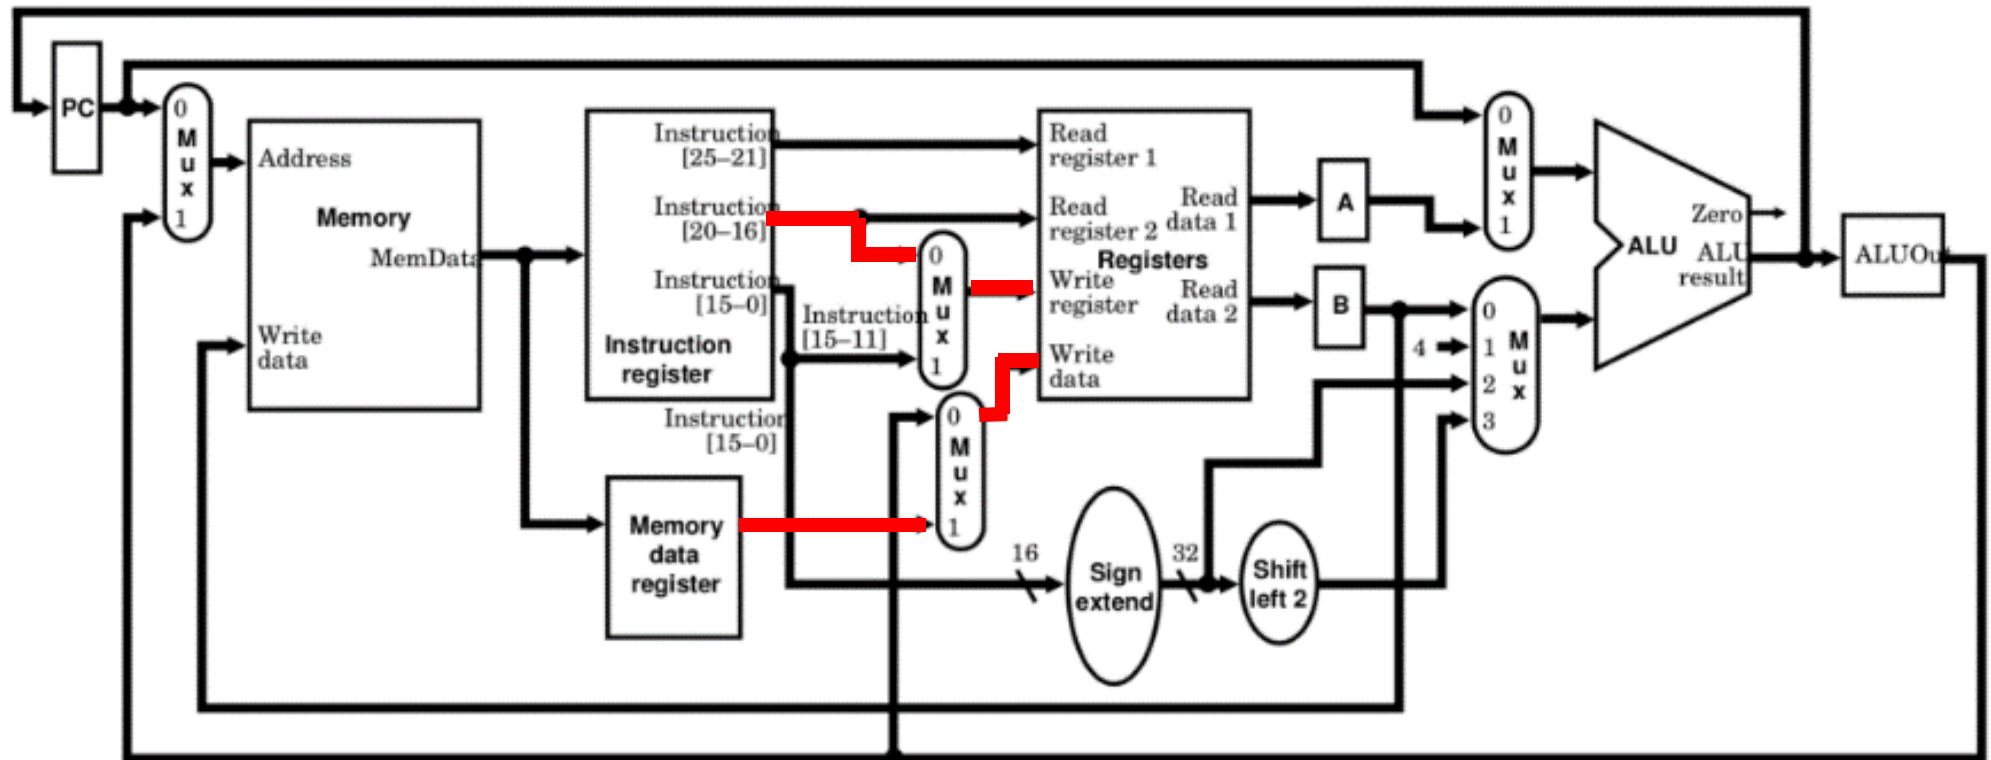 PC
0
M
u
x
1
Address
Memory
MemData
Write
data
Instruction
[25–21]
Instruction
[20–16]
Instruction
[15–0]
Instruction
register
Instruction
[15–11]
Instruction
[15–0]
Memory
data
register
0
M
u
x
1
0
M
u
x
1
Read
register 1
Read
register 2
Registers
Write
register
Write
data
Read
data 1
Read
data 2
16
Sign
extend
32
Shift
left 2
A
B
4
0
M
u
x
1
0
1
2
3
M
u
x
Zero
ALU
ALU
result
ALUOut